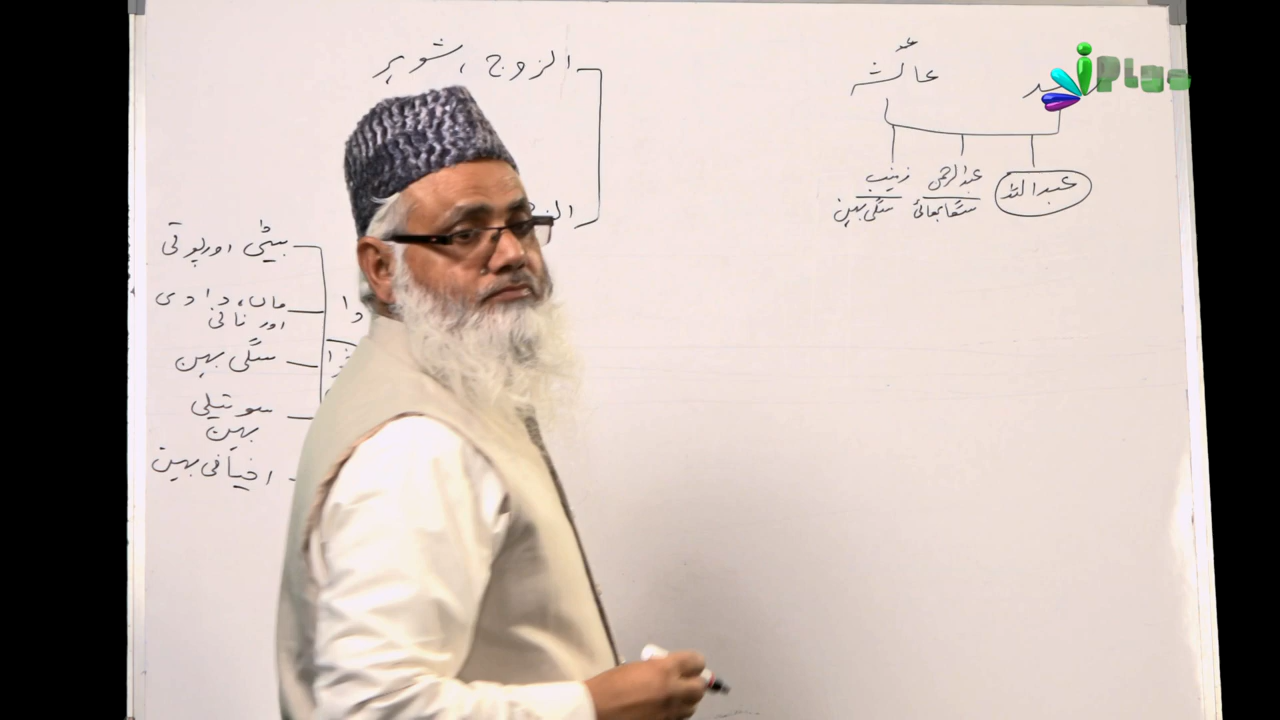 الزوج ، شوہر
عائشہ
iPlus
عبداللہ
عبدالرحمٰن
سگا بھائی
زینب
سگی بہن
بیٹی اور پوتی
ماں، دادی
اور نانی
سگی بہن
سوتیلی
بہن
اخیافی بہن